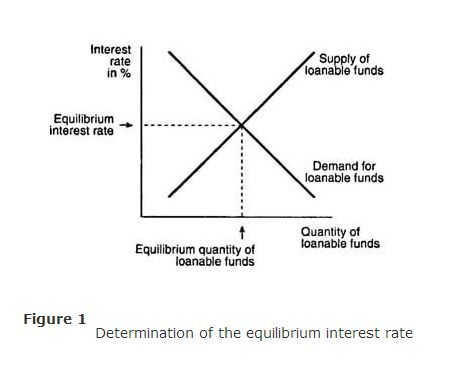 Interest
rate
in %
Supply of
loanable funds
Equilibrium
interest rate
Demand for
loanable funds
Quantity of
loanable funds
Equilibrium quantity of
loanable funds
Figure 1
Determination of the equilibrium interest rate